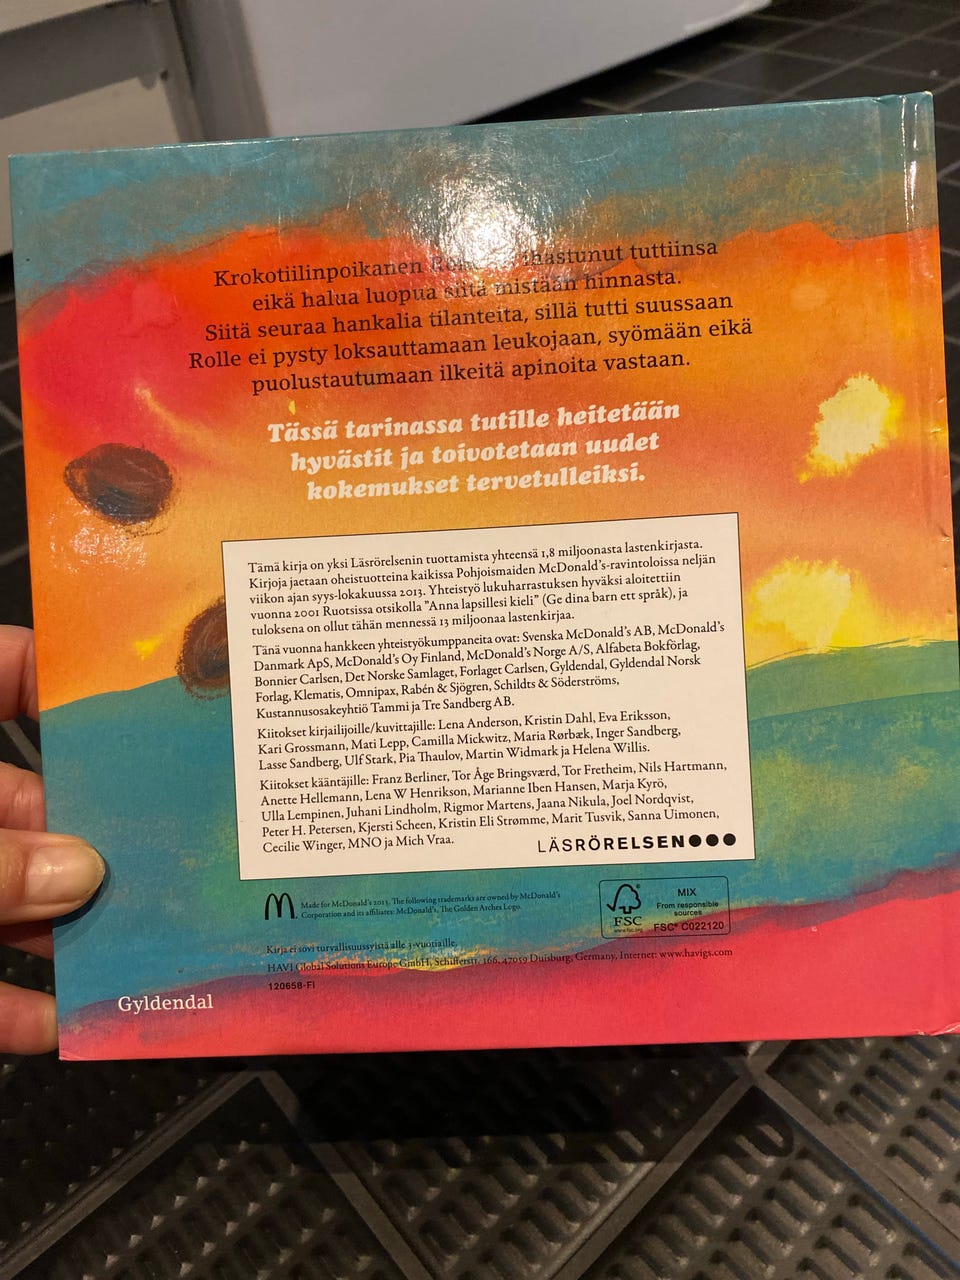 Krokotiilinpoikanen ihastunut tuttiinsa
eikä halua luopua siitä mistään hinnasta.
Siitä seuraa hankalia tilanteita, sillä tutti suussaan
Rolle ei pysty loksauttamaan leukojaan, syömään eikä
puolustautumaan ilkeitä apinoita vastaan.
Tässä tarinassa tutille heitetään
hyvästit ja toivotetaan uudet
kokemukset tervetulleiksi.
Tämä kirja on yksi Läsrörelsenin tuottamista yhteensä 1,8 miljoonasta lastenkirjasta.
Kirjoja jaetaan oheistuotteina kaikissa Pohjoismaiden McDonald's-ravintoloissa neljän
viikon ajan syys-lokakuussa 2013. Yhteistyö lukuharrastuksen hyväksi aloitettiin
vuonna 2001 Ruotsissa otsikolla "Anna lapsillesi kieli" (Ge dina barn ett språk), ja
tuloksena on ollut tähän mennessä 13 miljoonaa lastenkirjaa.
Tänä vuonna hankkeen yhteistyökumppaneita ovat: Svenska McDonald's AB, McDonald's
Danmark ApS, McDonald's Oy Finland, McDonald's Norge A/S, Alfabeta Bokförlag,
Bonnier Carlsen, Det Norske Samlaget, Forlaget Carlsen, Gyldendal, Gyldendal Norsk
Forlag, Klematis, Omnipax, Rabén & Sjögren, Schildts & Söderströms,
Kustannusosakeyhtiö Tammi ja Tre Sandberg AB.
Kiitokset kirjailijoille/kuvittajille: Lena Anderson, Kristin Dahl, Eva Eriksson,
Kari Grossmann, Mati Lepp, Camilla Mickwitz, Maria Rørbæk, Inger Sandberg,
Lasse Sandberg, Ulf Stark, Pia Thaulov, Martin Widmark ja Helena Willis.
Kiitokset kääntäjille: Franz Berliner, Tor Åge Bringsværd, Tor Fretheim, Nils Hartmann,
Anette Hellemann, Lena W Henrikson, Marianne Iben Hansen, Marja Kyrö,
Ulla Lempinen, Juhani Lindholm, Rigmor Martens, Jaana Nikula, Joel Nordqvist,
Peter H. Petersen, Kjersti Scheen, Kristin Eli Strømme, Marit Tusvik, Sanna Uimonen,
Cecilie Winger, MNO ja Mich Vraa.
LÄSRÖRELSEN
Made for McDonald's 2013. The following trademarks are owned by McDonald's
Corporation and its affiliates: McDonald's, The Golden Arches Logo.
FSC
www.fsc.org
MIX
From responsible
sources
FSC® C022120
Kirja ei sovi turvallisuussyistä alle 3-vuotiaille.
HAVI Global Solutions Europe GmbH, Schifferstr. 166, 47059 Duisburg, Germany, Internet: www.havigs.com
120658-FI
Gyldendal